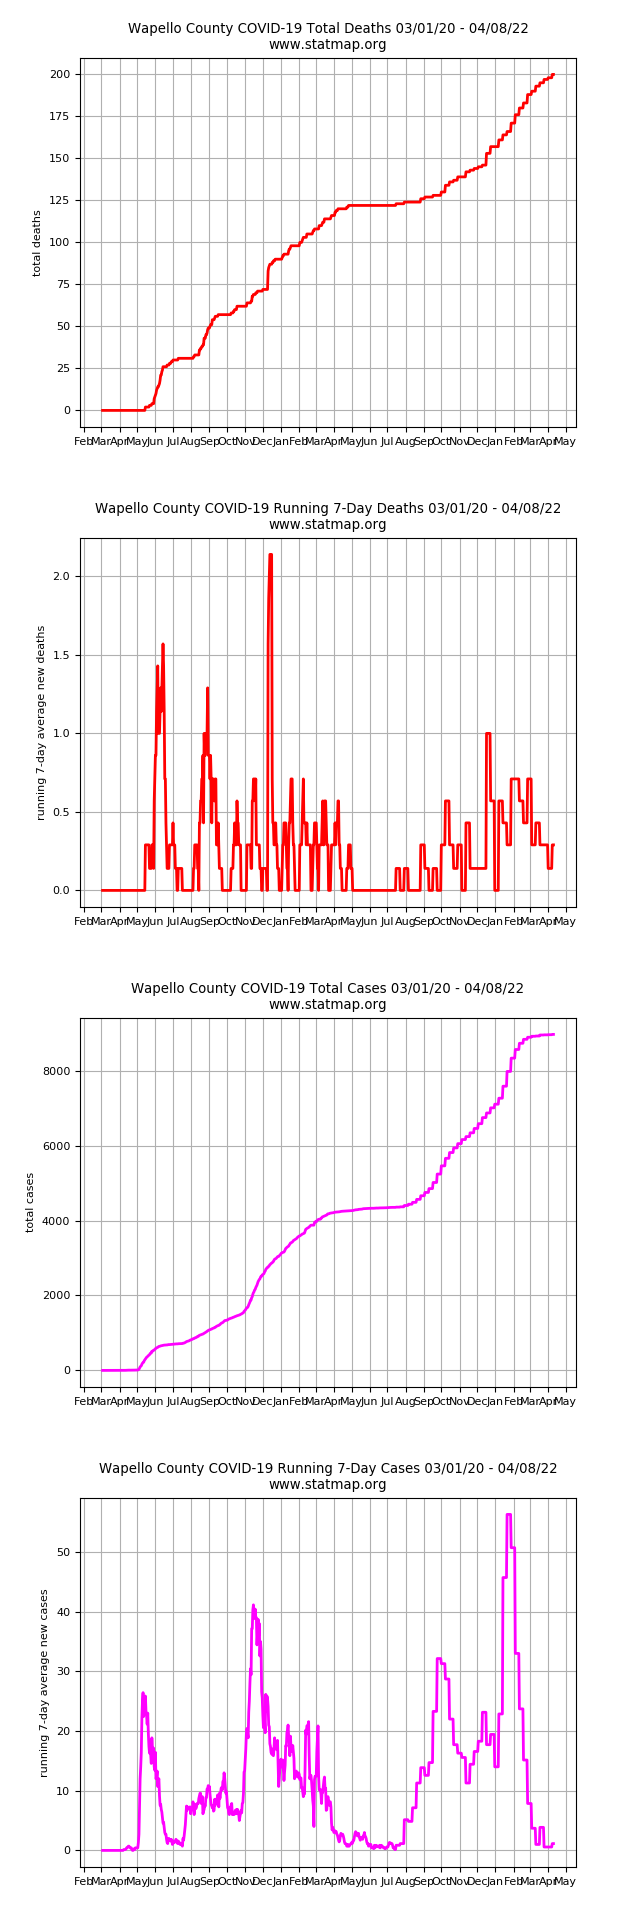 Wapello County COVID-19 Total Deaths 03/01/20 - 04/08/22
www.statmap.org
200
175
150
125
100
75
50
25
0
total deaths
Feb Mar Apr May Jun Jul Aug Sep Oct Nov Dec Jan Feb Mar Apr May Jun Jul Aug Sep Oct Nov Dec Jan Feb Mar Apr May
Wapello County COVID-19 Running 7-Day Deaths 03/01/20 - 04/08/22
www.statmap.org
2.0
1.5
1.0
0.5
0.0
running 7-day average new deaths
Feb Mar Apr May Jun Jul Aug Sep Oct Nov Dec Jan Feb Mar Apr May Jun Jul Aug Sep Oct Nov Dec Jan Feb Mar Apr May
Wapello County COVID-19 Total Cases 03/01/20 - 04/08/22
www.statmap.org
8000
6000
4000
2000
0
total cases
Feb Mar Apr May Jun Jul Aug Sep Oct Nov Dec Jan Feb Mar Apr May Jun Jul Aug Sep Oct Nov Dec Jan Feb Mar Apr May
Wapello County COVID-19 Running 7-Day Cases 03/01/20 - 04/08/22
www.statmap.org
50
40
30
20
10
0
running 7-day average new cases
Feb Mar Apr May Jun Jul Aug Sep Oct Nov Dec Jan Feb Mar Apr May Jun Jul Aug Sep Oct Nov Dec Jan Feb Mar Apr May